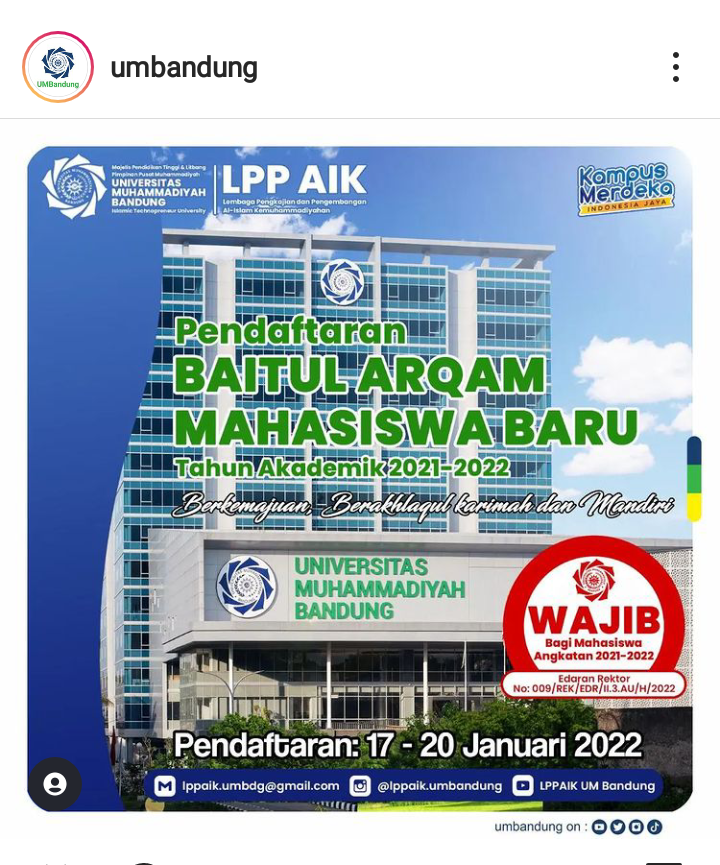 UMBandung
umbandung
Majelis Pendidikan Tinggi & Litbang
Pimpinan Pusat Muhammadiyah
UNIVERSITAS
MUHAMMADIYAH
BANDUNG
Islamic Technopreneur University
LPP AIK
Lembaga Pengkajian dan Pengembangan
Al-Islam Kemuhammadiyahan
Kampus
Merdeka
INDONESIA JAYA
Pendaftaran
BAITUL ARQAM
MAHASISWA BARU
Tahun Akademik 2021-2022
Berkemajuan, Berakhlaqul karimah dan Mandiri
UNIVERSITAS
MUHAMMADIYAH
BANDUNG
WAJIB
Bagi Mahasiswa
Angkatan 2021-2022
Edaran Rektor
No: 009/REK/EDR/II.3.AU/H/2022
Pendaftaran: 17 - 20 Januari 2022
lppaik.umbdg@gmail.com @lppaik.umbandung LPPAIK UM Bandung
umbandung on :